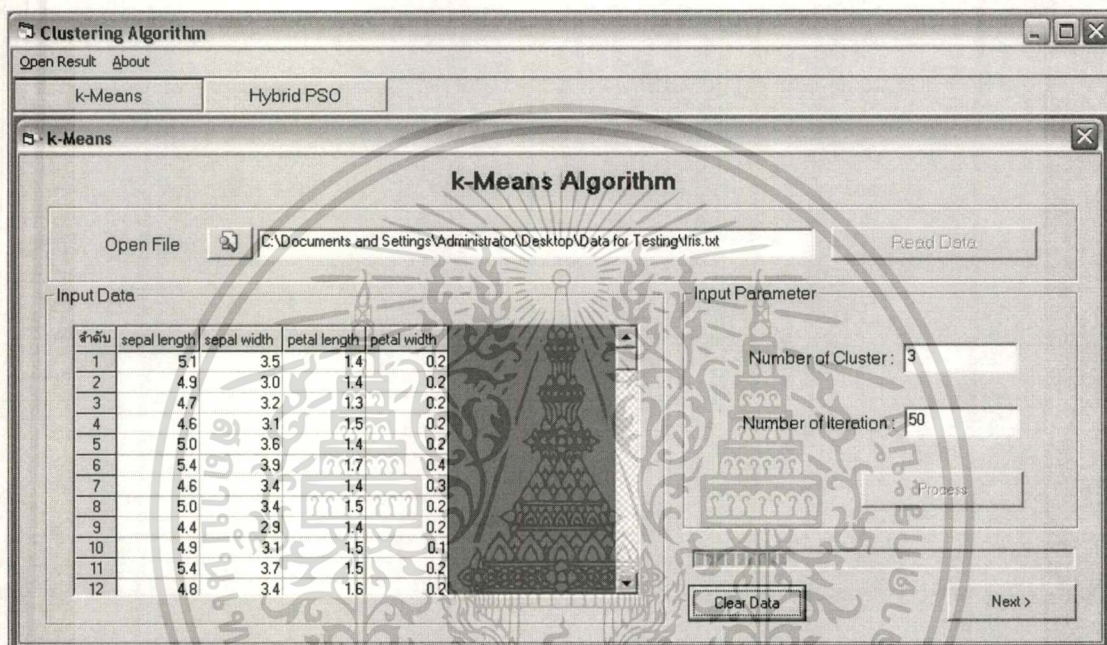 Clustering Algorithm
Open Result About
k-Means Hybrid PSO
k-Means
k-Means Algorithm
Open File C:\Documents and Settings\Administrator\Desktop\Data for Testing\Iris.txt Read Data
Input Data
ลำดับ sepal length sepal width petal length petal width
1 5.1 3.5 1.4 0.2
2 4.9 3.0 1.4 0.2
3 4.7 3.2 1.3 0.2
4 4.6 3.1 1.5 0.2
5 5.0 3.6 1.4 0.2
6 5.4 3.9 1.7 0.4
7 4.6 3.4 1.4 0.3
8 5.0 3.4 1.5 0.2
9 4.4 2.9 1.4 0.2
10 4.9 3.1 1.5 0.1
11 5.4 3.7 1.5 0.2
12 4.8 3.4 1.6 0.2
Input Parameter
Number of Cluster : 3
Number of Iteration : 50
Process
Clear Data Next >